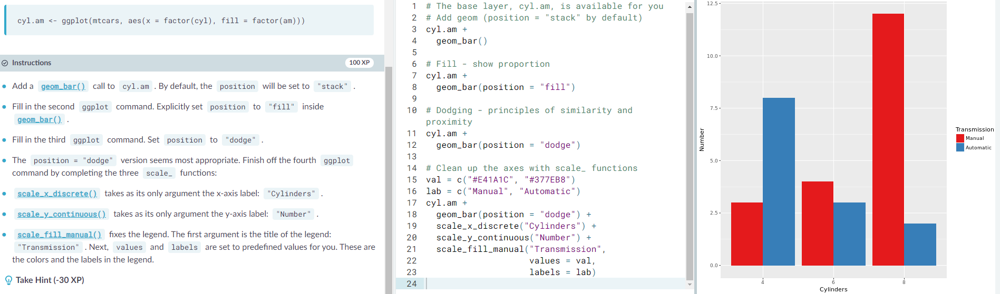 cyl.am <- ggplot(mtcars, aes(x = factor(cyl), fill = factor(am)))
Instructions
100 XP
Add a geom_bar() call to cyl.am . By default, the position will be set to "stack" .
Fill in the second ggplot command. Explicitly set position to "fill" inside
geom_bar() .
Fill in the third ggplot command. Set position to "dodge" .
The position = "dodge" version seems most appropriate. Finish off the fourth ggplot
command by completing the three scale_ functions:
scale_x_discrete() takes as its only argument the x-axis label: "Cylinders" .
scale_y_continuous() takes as its only argument the y-axis label: "Number" .
scale_fill_manual() fixes the legend. The first argument is the title of the legend:
"Transmission" . Next, values and labels are set to predefined values for you. These are
the colors and the labels in the legend.
Take Hint (-30 XP)
1 # The base layer, cyl.am, is available for you
2 # Add geom (position = "stack" by default)
3 cyl.am +
4   geom_bar()
5
6 # Fill - show proportion
7 cyl.am +
8   geom_bar(position = "fill")
9
10 # Dodging - principles of similarity and
proximity
11 cyl.am +
12   geom_bar(position = "dodge")
13
14 # Clean up the axes with scale_ functions
15 val = c("#E41A1C", "#377EB8")
16 lab = c("Manual", "Automatic")
17 cyl.am +
18   geom_bar(position = "dodge") +
19   scale_x_discrete("Cylinders") +
20   scale_y_continuous("Number") +
21   scale_fill_manual("Transmission",
22                     values = val,
23                     labels = lab)
24
12.5
10.0
7.5
5.0
2.5
0.0
Number
4 6 8
Cylinders
Transmission
Manual
Automatic